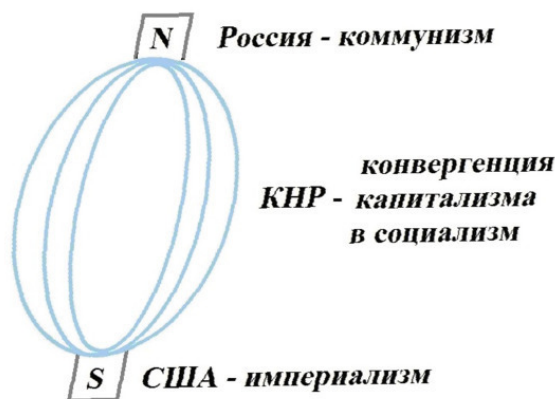 N Россия - коммунизм
конвергенция
КНР - капитализма
в социализм
S США - империализм